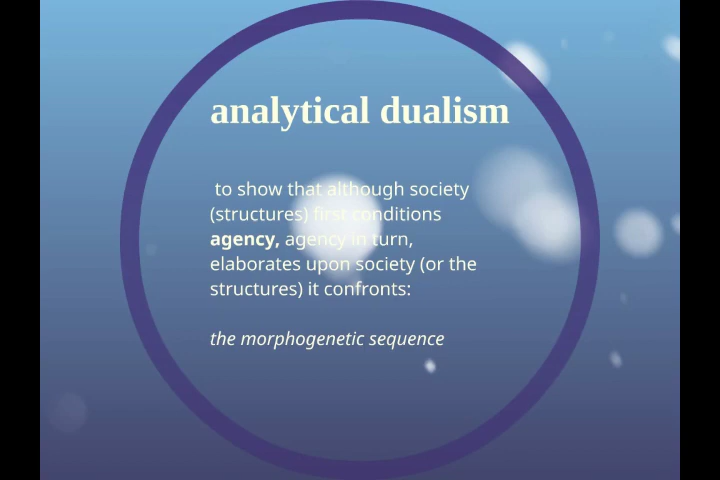 analytical dualism
to show that although society
(structures) first conditions
agency, agency in turn,
elaborates upon society (or the
structures) it confronts:
the morphogenetic sequence